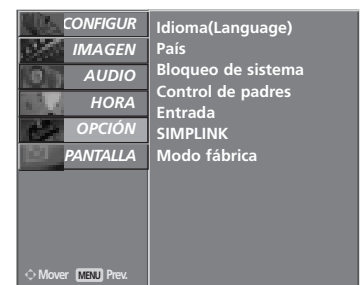 CONFIGUR
IMAGEN
AUDIO
HORA
OPCIÓN
PANTALLA
Idioma(Language)
País
Bloqueo de sistema
Control de padres
Entrada
SIMPLINK
Modo fábrica
Mover MENU Prev.